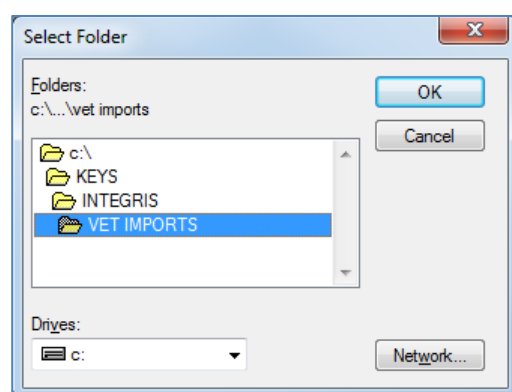 Select Folder
Folders:
c:\...\vet imports
OK
Cancel
c:\
KEYS
INTEGRIS
VET IMPORTS
Drives:
c:
Network...